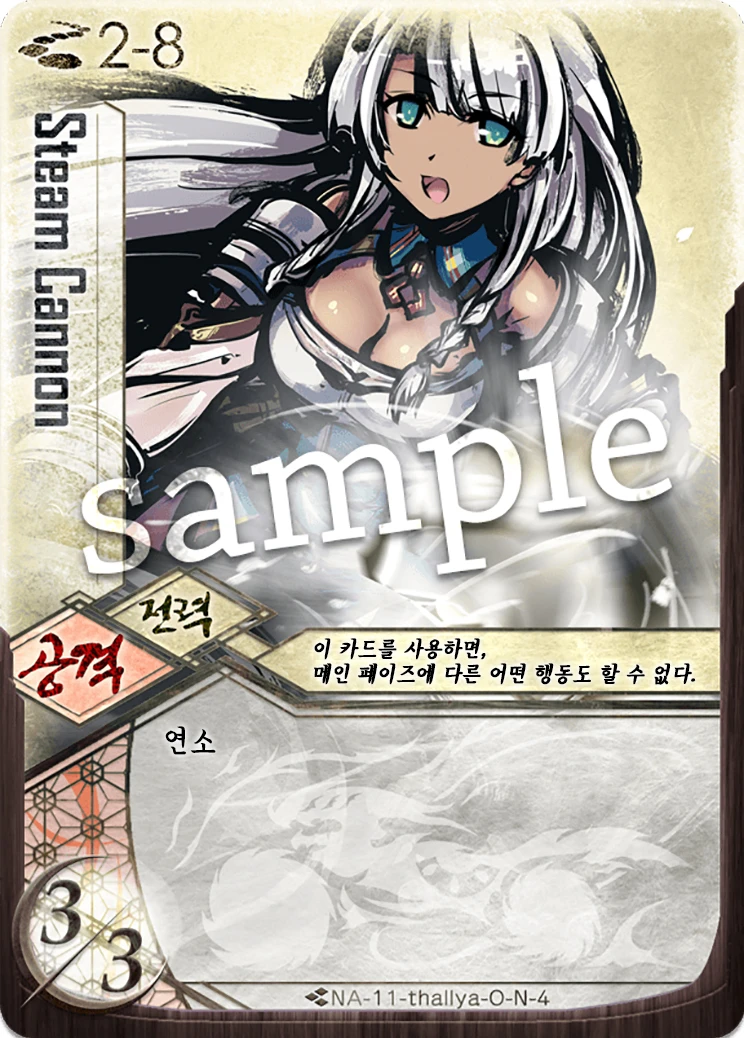 2-8
Steam Cannon
sample
전력
공격
이 카드를 사용하면,
메인 페이즈에 다른 어떤 행동도 할 수 없다.
연소
3/3
NA-11-thallya-O-N-4